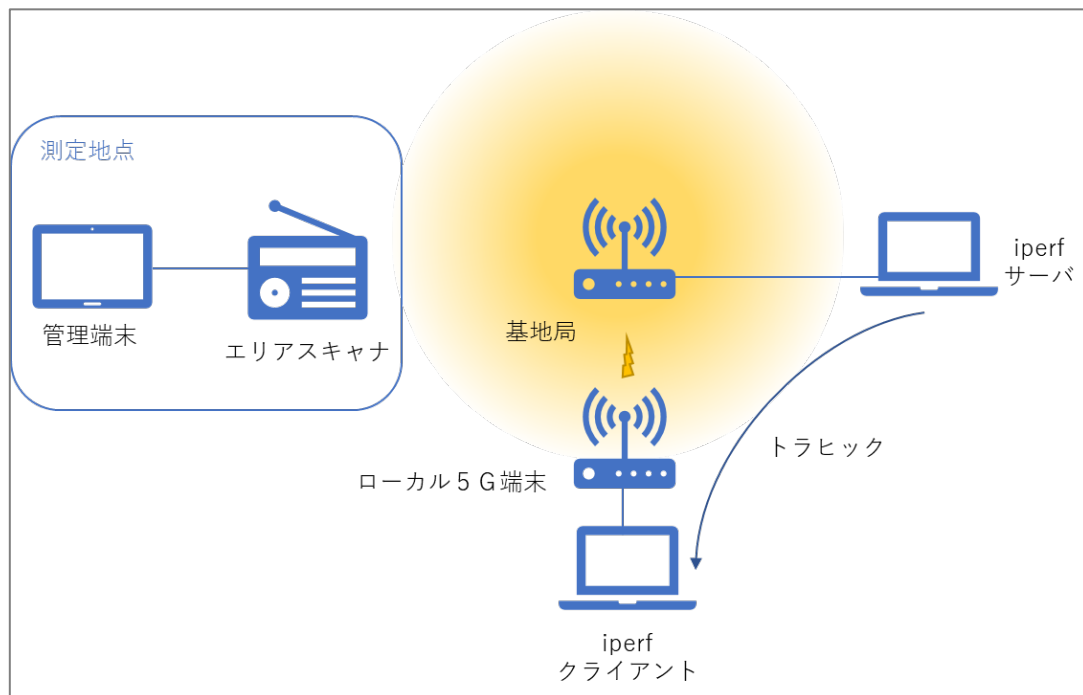 測定地点
管理端末
エリアスキャナ
基地局
iperf
サーバ
トラヒック
ローカル５Ｇ端末
iperf
クライアント